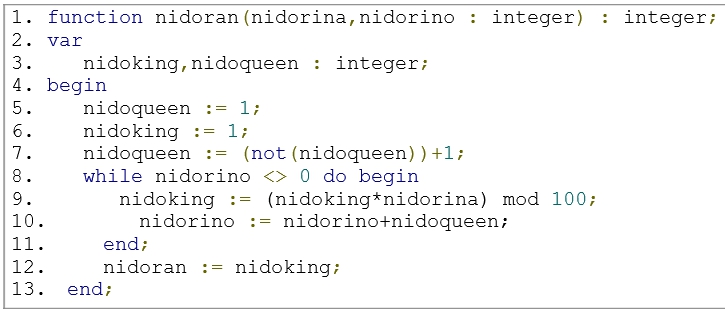 1. function nidoran(nidorina,nidorino : integer) : integer;
2. var
3.    nidoking,nidoqueen : integer;
4. begin
5.    nidoqueen := 1;
6.    nidoking := 1;
7.    nidoqueen := (not(nidoqueen))+1;
8.    while nidorino <> 0 do begin
9.       nidoking := (nidoking*nidorina) mod 100;
10.       nidorino := nidorino+nidoqueen;
11.    end;
12.    nidoran := nidoking;
13. end;